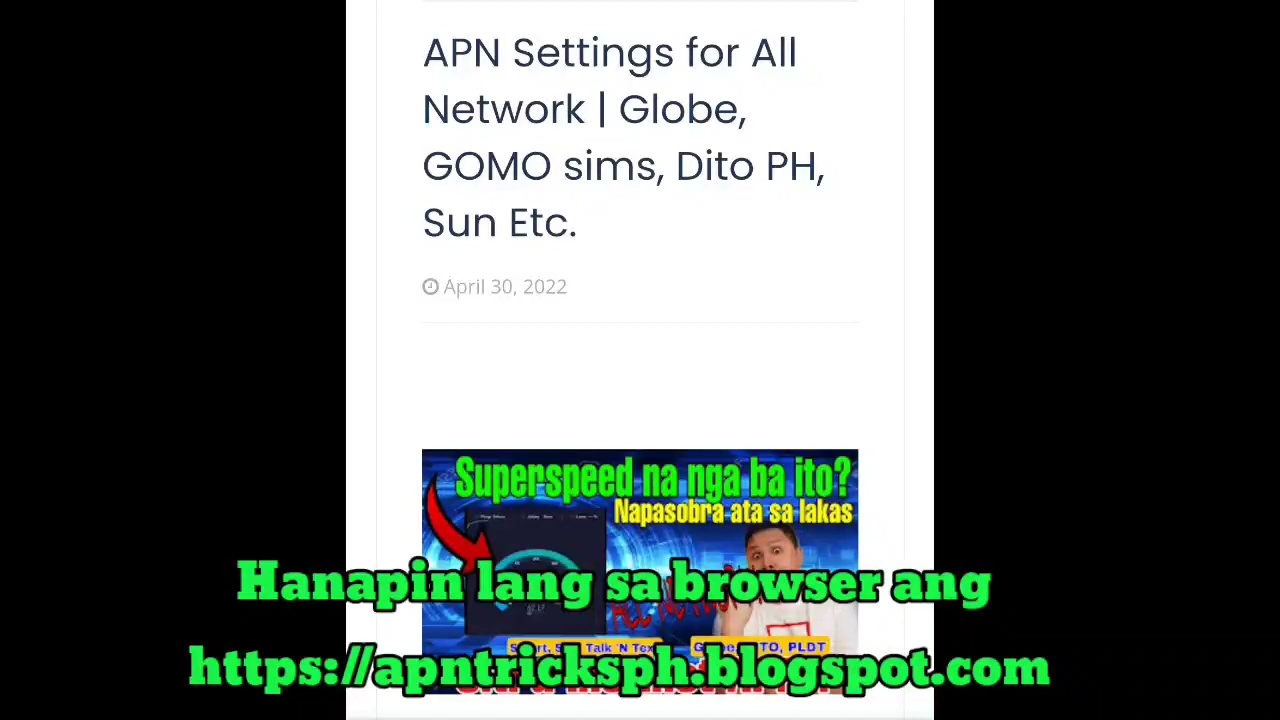 APN Settings for All
Network | Globe,
GOMO sims, Dito PH,
Sun Etc.
April 30, 2022
Superspeed na nga ba ito?
Napasobra ata sa lakas
Hanapin lang sa browser ang
https://apntricksph.blogspot.com